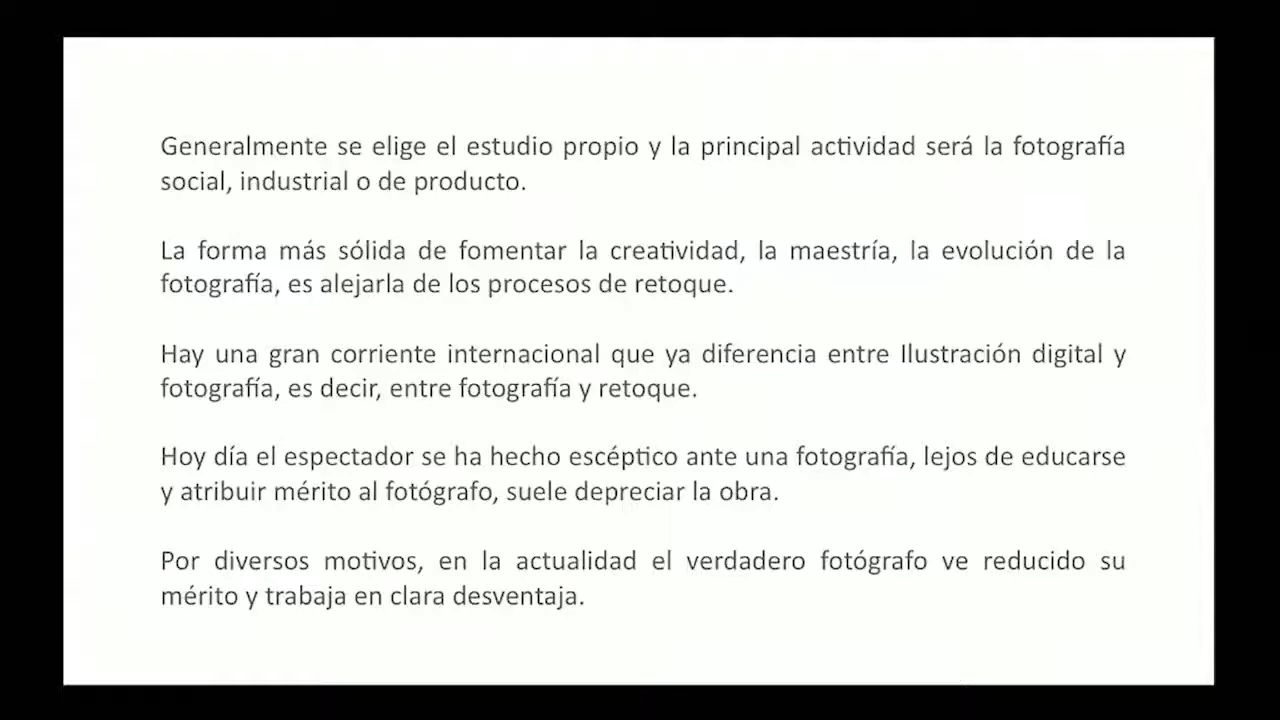 Generalmente se elige el estudio propio y la principal actividad será la fotografía
social, industrial o de producto.
La forma más sólida de fomentar la creatividad, la maestría, la evolución de la
fotografía, es alejarla de los procesos de retoque.
Hay una gran corriente internacional que ya diferencia entre Ilustración digital y
fotografía, es decir, entre fotografía y retoque.
Hoy día el espectador se ha hecho escéptico ante una fotografía, lejos de educarse
y atribuir mérito al fotógrafo, suele depreciar la obra.
Por diversos motivos, en la actualidad el verdadero fotógrafo ve reducido su
mérito y trabaja en clara desventaja.